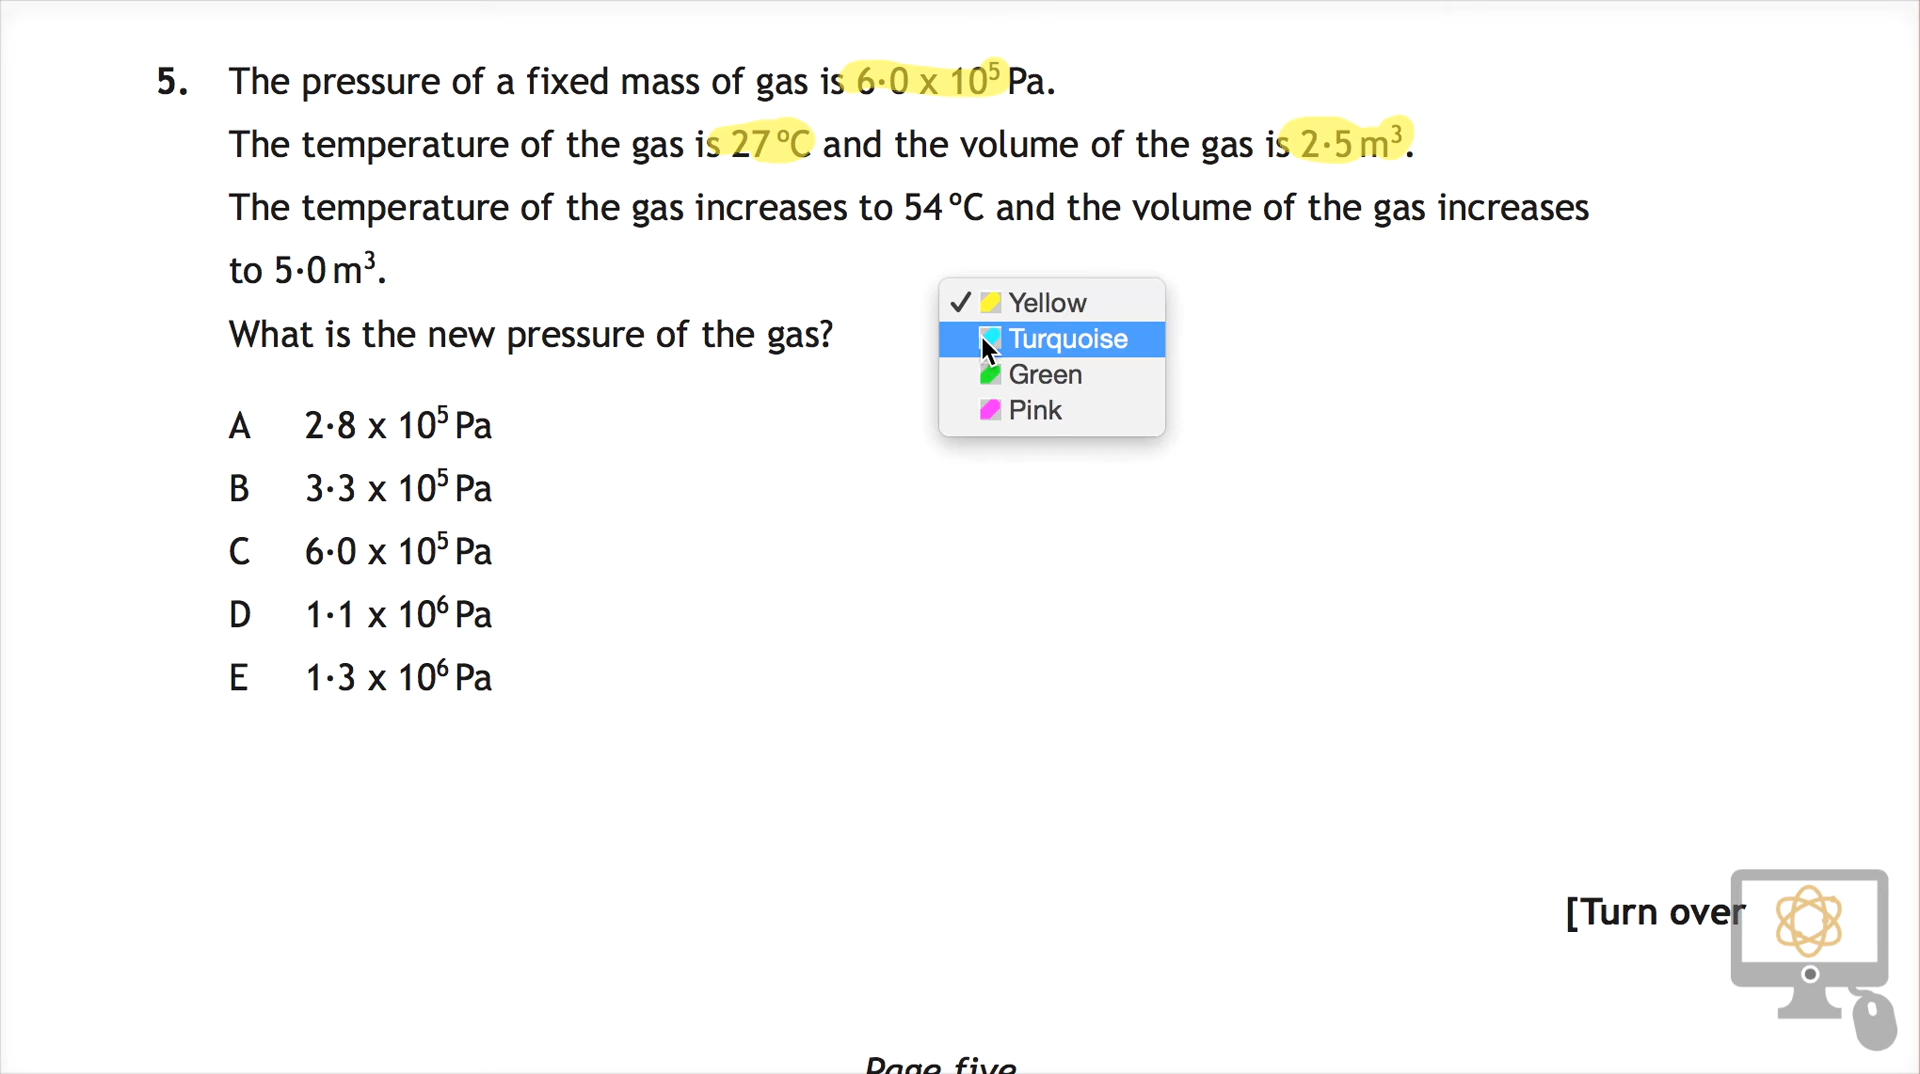 5. The pressure of a fixed mass of gas is 6·0 x 10⁵ Pa.
The temperature of the gas is 27 °C and the volume of the gas is 2·5 m³.
The temperature of the gas increases to 54 °C and the volume of the gas increases
to 5·0 m³.
What is the new pressure of the gas?
✓ Yellow
Turquoise
Green
Pink
A 2·8 x 10⁵ Pa
B 3·3 x 10⁵ Pa
C 6·0 x 10⁵ Pa
D 1·1 x 10⁶ Pa
E 1·3 x 10⁶ Pa
[Turn over
Page five